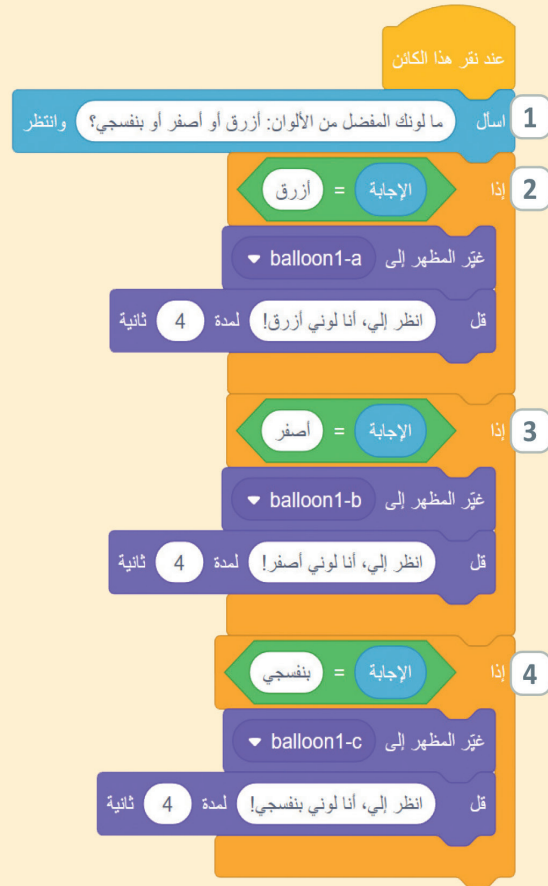 عند نقر هذا الكائن
1 اسأل ما لونك المفضل من الألوان: أزرق أو أصفر أو بنفسجي؟ وانتظر
2 إذا الإجابة = أزرق
غيّر المظهر إلى balloon1-a
قل انظر إلي، أنا لوني أزرق! لمدة 4 ثانية
3 إذا الإجابة = أصفر
غيّر المظهر إلى balloon1-b
قل انظر إلي، أنا لوني أصفر! لمدة 4 ثانية
4 إذا الإجابة = بنفسجي
غيّر المظهر إلى balloon1-c
قل انظر إلي، أنا لوني بنفسجي! لمدة 4 ثانية